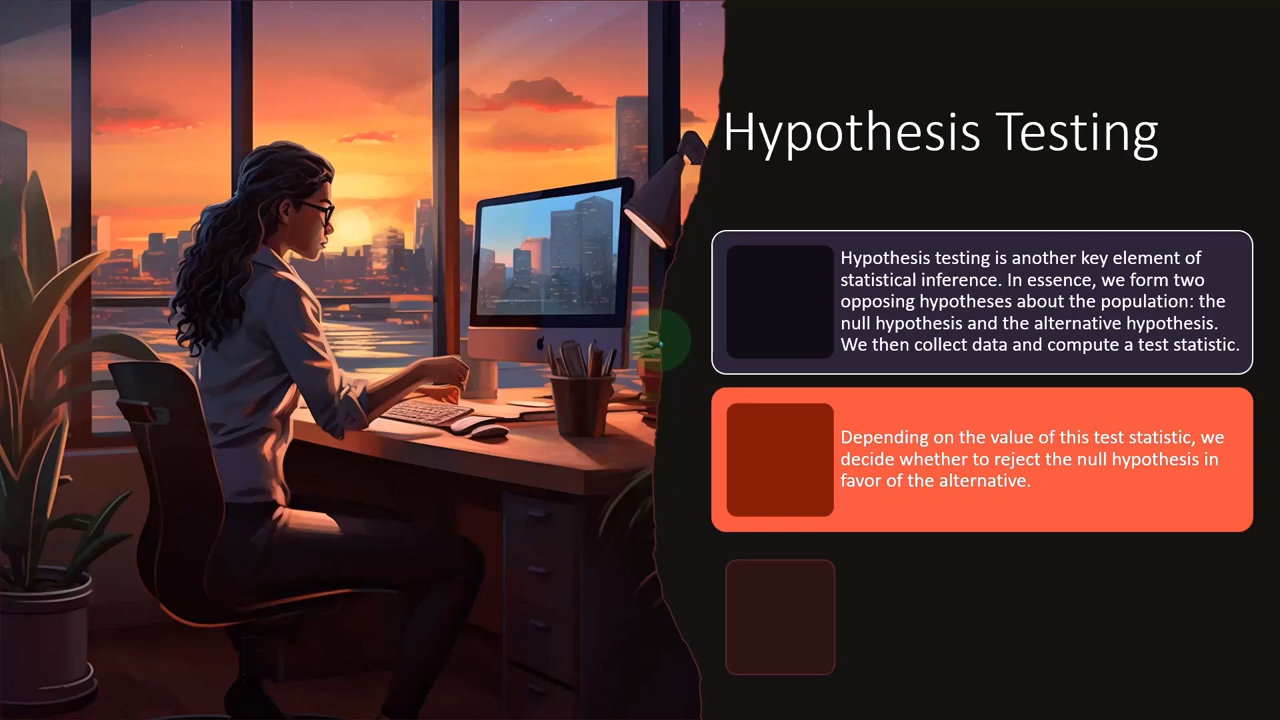 Hypothesis Testing
Hypothesis testing is another key element of
statistical inference. In essence, we form two
opposing hypotheses about the population: the
null hypothesis and the alternative hypothesis.
We then collect data and compute a test statistic.
Depending on the value of this test statistic, we
decide whether to reject the null hypothesis in
favor of the alternative.